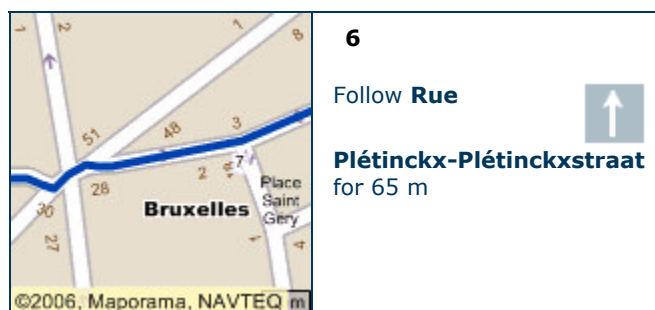 2
1
8
51
48
3
7
2
28
Place
Saint
Géry
Bruxelles
30
27
1
4
©2006, Maporama, NAVTEQ m
6
Follow Rue
Plétinckx-Plétinckxstraat
for 65 m